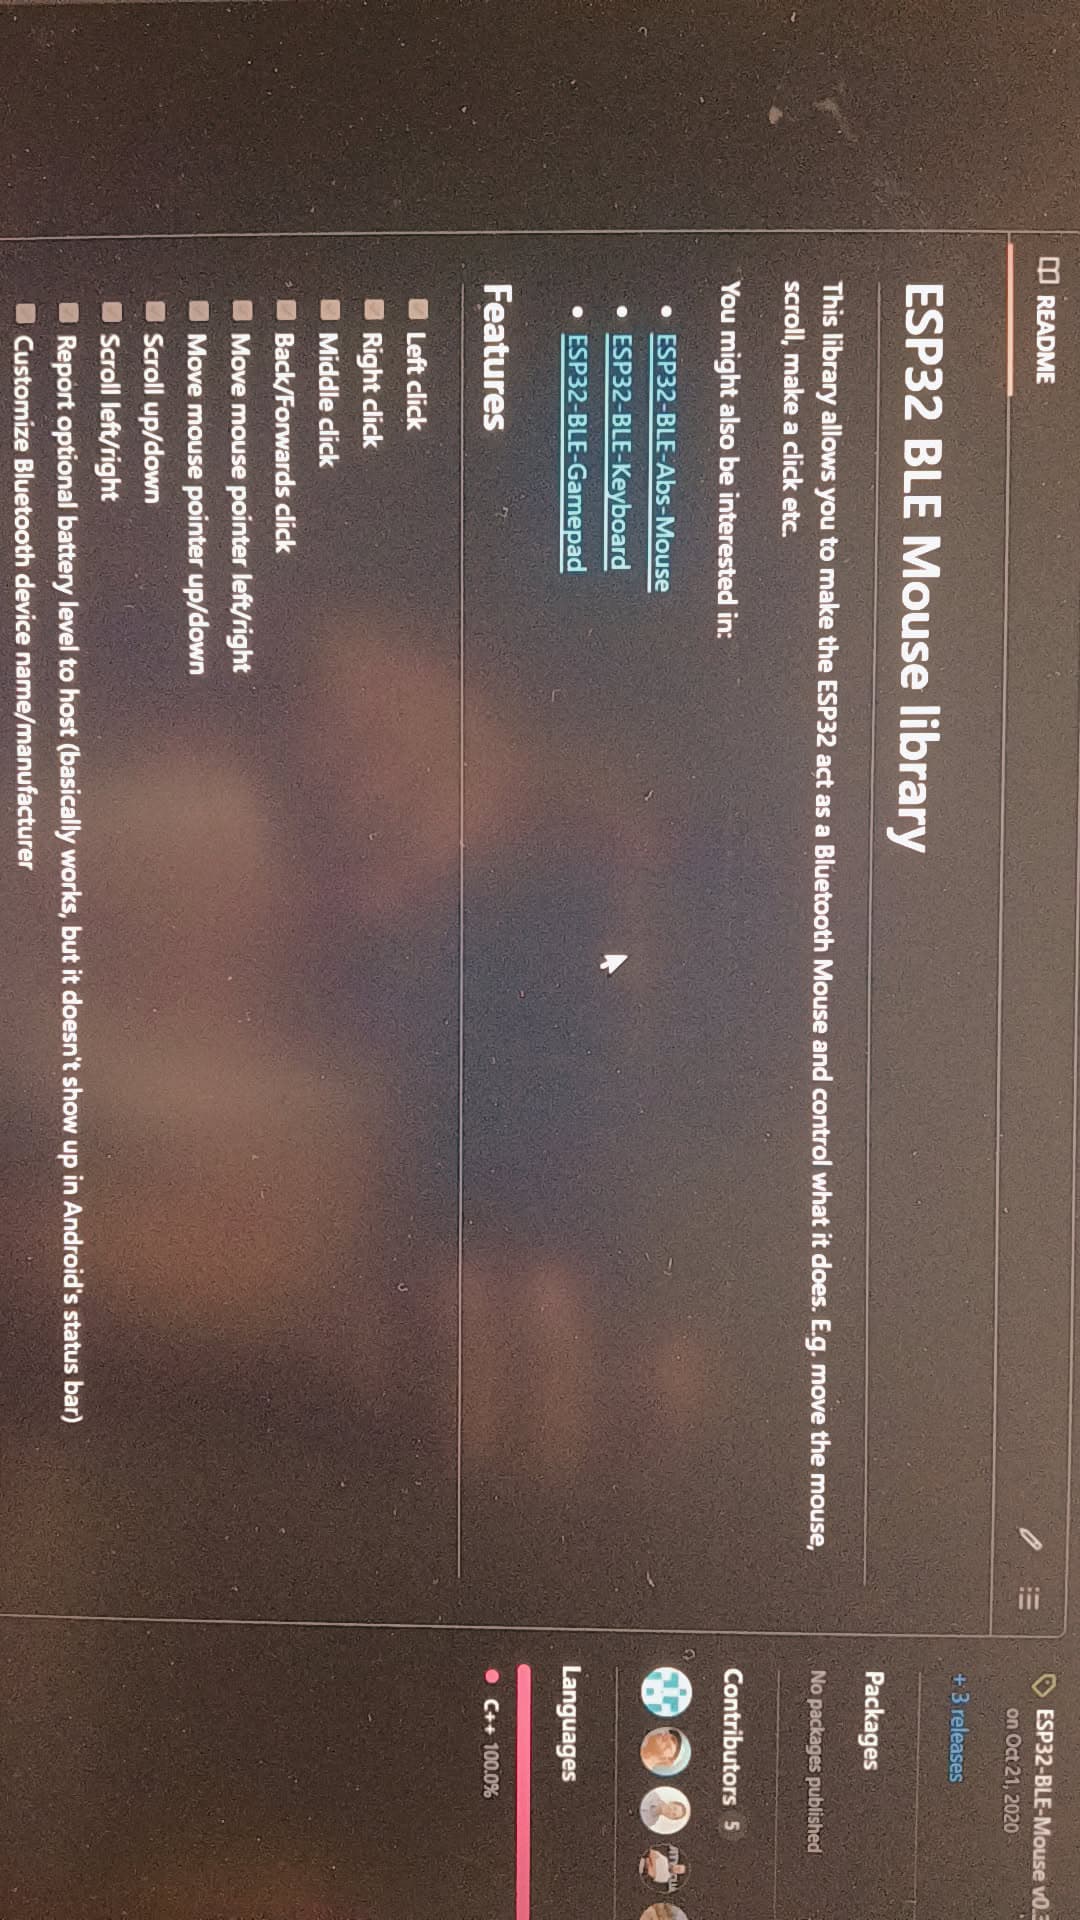 README
ESP32 BLE Mouse library
This library allows you to make the ESP32 act as a Bluetooth Mouse and control what it does. E.g. move the mouse,
scroll, make a click etc.
You might also be interested in:
ESP32-BLE-Abs-Mouse
ESP32-BLE-Keyboard
ESP32-BLE-Gamepad
Features
Left click
Right click
Middle click
Back/Forwards click
Move mouse pointer left/right
Move mouse pointer up/down
Scroll up/down
Scroll left/right
Report optional battery level to host (basically works, but it doesn't show up in Android's status bar)
Customize Bluetooth device name/manufacturer
ESP32-BLE-Mouse v0.3
on Oct 21, 2020
+ 3 releases
Packages
No packages published
Contributors 5
Languages
C++ 100.0%